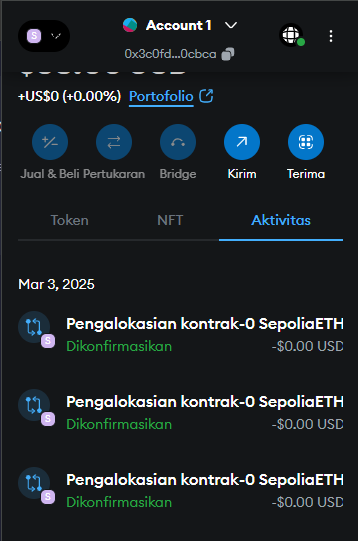 S
Account 1
0x3c0fd...0cbca
+US$0 (+0.00%) Portofolio
Jual & Beli Pertukaran Bridge Kirim Terima
Token NFT Aktivitas
Mar 3, 2025
Pengalokasian kontrak-0 SepoliaETH
S
Dikonfirmasikan -$0.00 USD
Pengalokasian kontrak-0 SepoliaETH
S
Dikonfirmasikan -$0.00 USD
Pengalokasian kontrak-0 SepoliaETH
S
Dikonfirmasikan -$0.00 USD